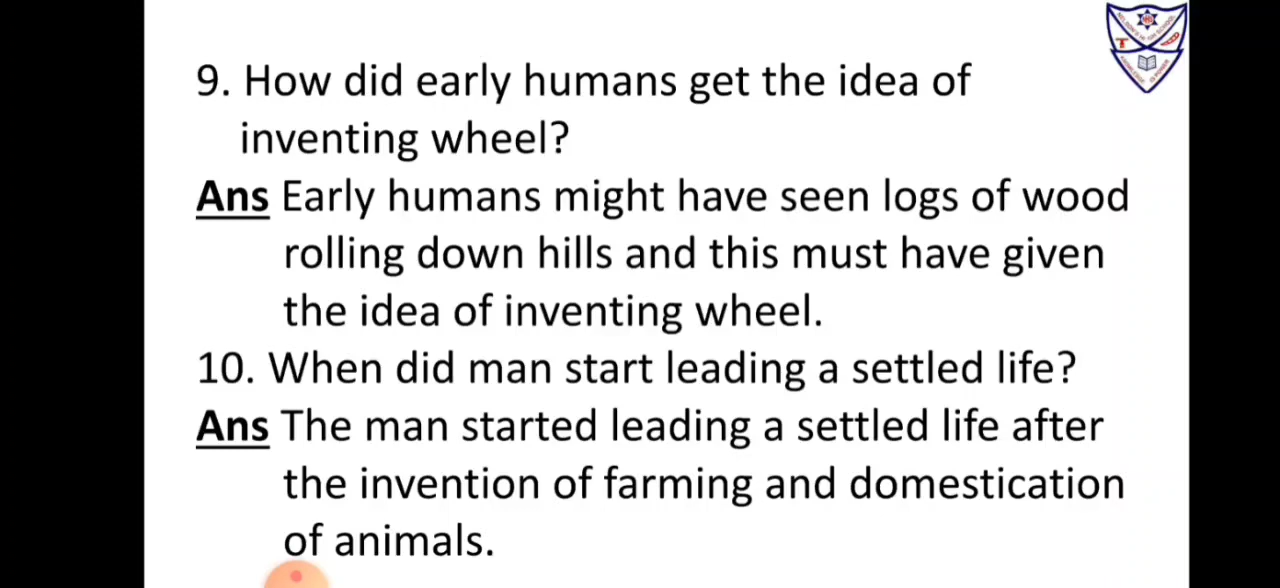 9. How did early humans get the idea of
inventing wheel?
Ans Early humans might have seen logs of wood
rolling down hills and this must have given
the idea of inventing wheel.
10. When did man start leading a settled life?
Ans The man started leading a settled life after
the invention of farming and domestication
of animals.